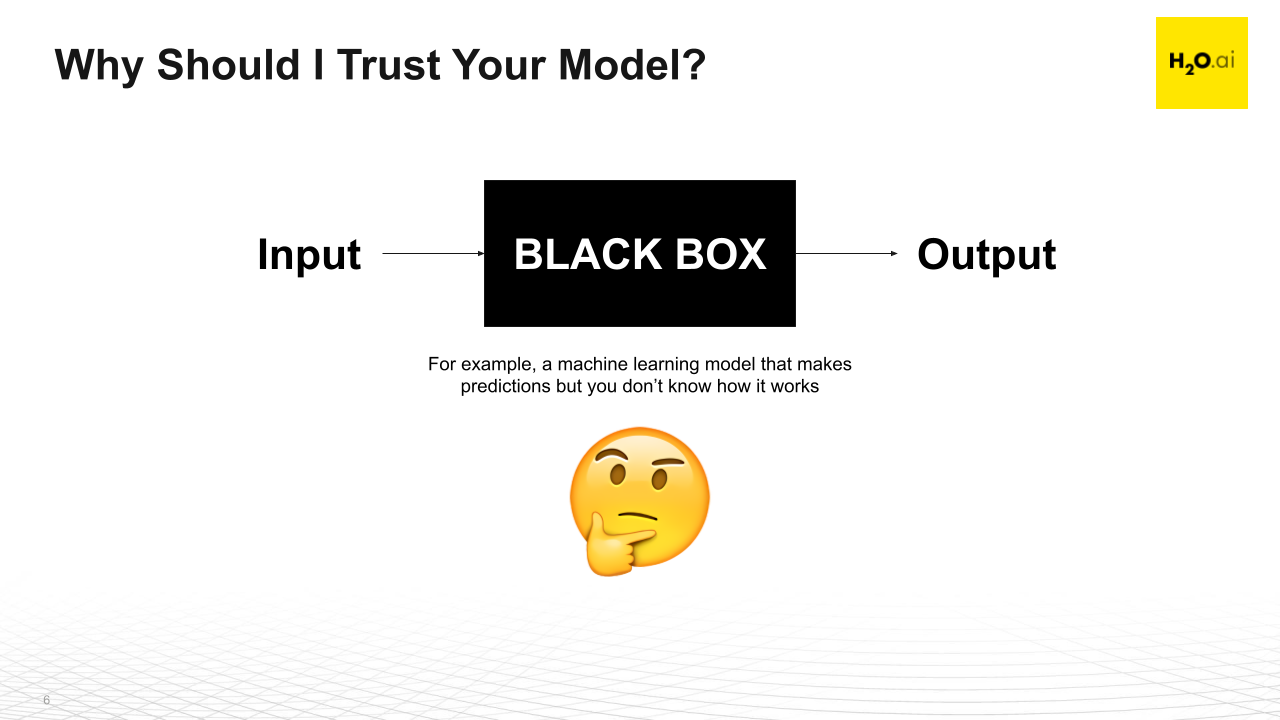 Why Should I Trust Your Model?
H2O.ai
Input
BLACK BOX
Output
For example, a machine learning model that makes
predictions but you don’t know how it works
6